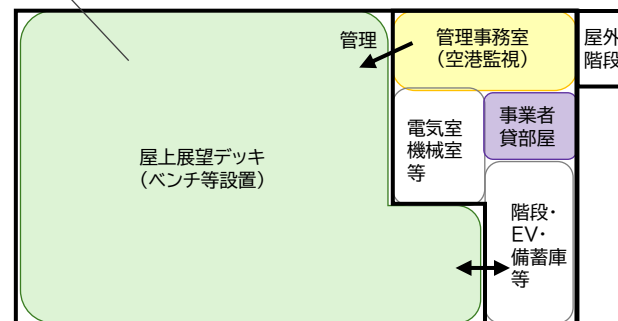 管理
管理事務室
（空港監視）
屋外
階段
電気室
機械室
等
事業者
貸部屋
屋上展望デッキ
（ベンチ等設置）
階段・
EV・
備蓄庫
等